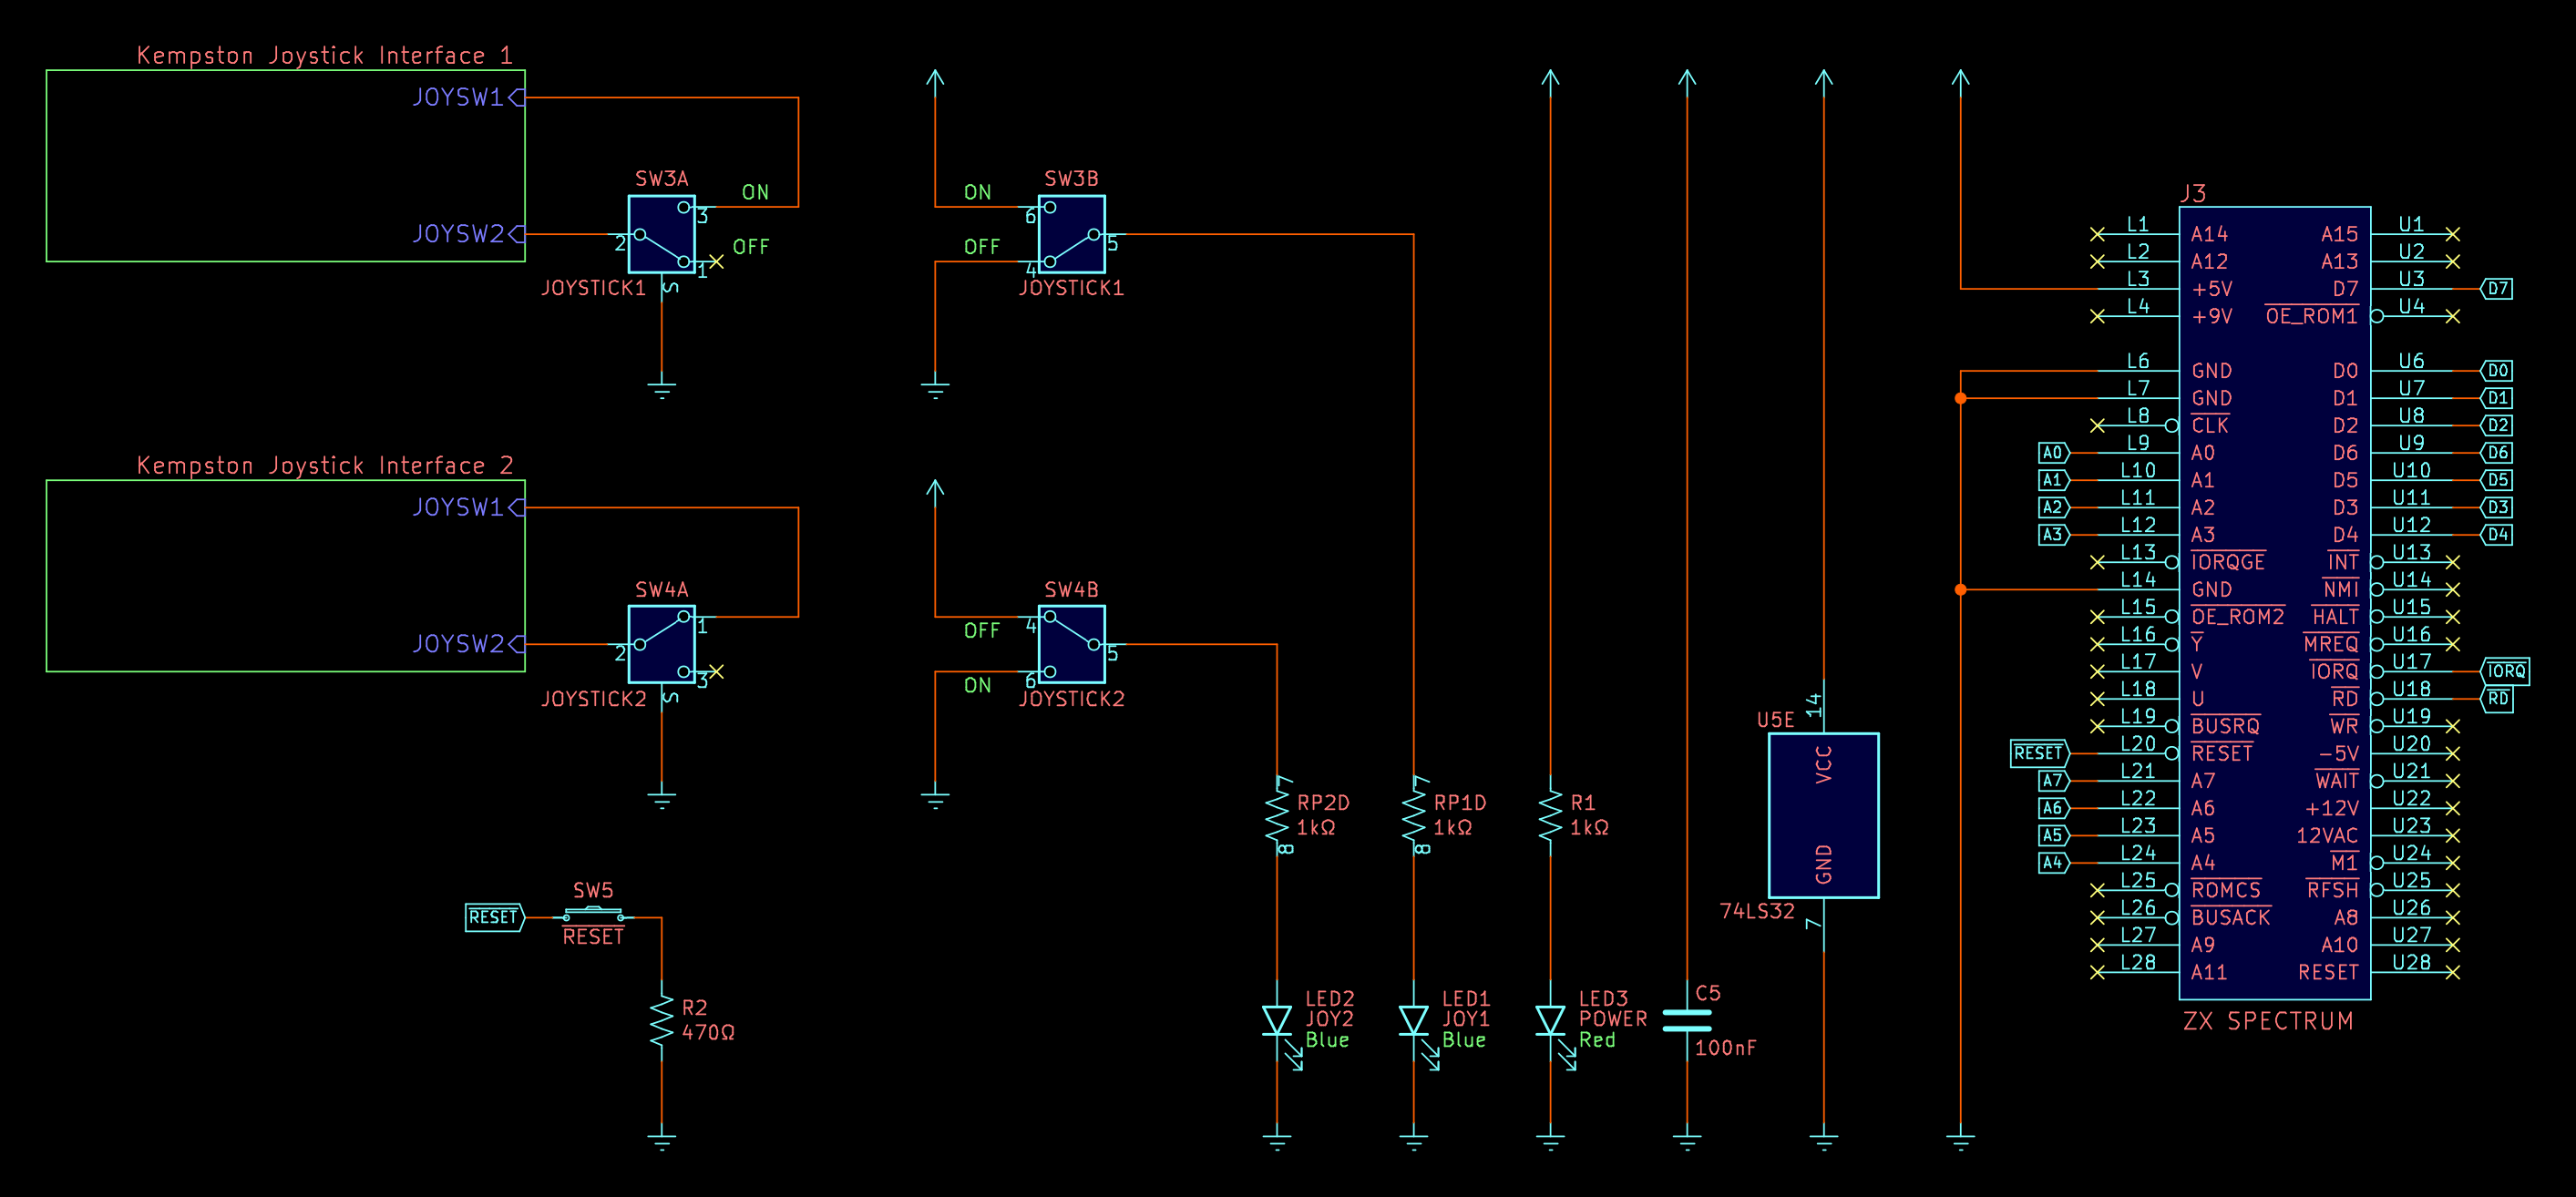 Kempston Joystick Interface 1
JOYSW1
JOYSW2
SW3A
ON
OFF
3
2
1
S
JOYSTICK1
SW3B
ON
OFF
6
5
4
JOYSTICK1
Kempston Joystick Interface 2
JOYSW1
JOYSW2
SW4A
1
2
3
S
JOYSTICK2
SW4B
OFF
ON
4
5
6
JOYSTICK2
RESET
SW5
RESET
R2
470Ω
7
RP2D
1kΩ
8
7
RP1D
1kΩ
8
R1
1kΩ
LED2
JOY2
Blue
LED1
JOY1
Blue
LED3
POWER
Red
C5
100nF
U5E
14
VCC
GND
74LS32
7
J3
L1 A14 A15 U1
L2 A12 A13 U2
L3 +5V D7 U3 D7
L4 +9V OE_ROM1 U4
L6 GND D0 U6 D0
L7 GND D1 U7 D1
L8 CLK D2 U8 D2
A0 L9 A0 D6 U9 D6
A1 L10 A1 D5 U10 D5
A2 L11 A2 D3 U11 D3
A3 L12 A3 D4 U12 D4
L13 IORQGE INT U13
L14 GND NMI U14
L15 OE_ROM2 HALT U15
L16 Y MREQ U16
L17 V IORQ U17 IORQ
L18 U RD U18 RD
L19 BUSRQ WR U19
RESET L20 RESET -5V U20
A7 L21 A7 WAIT U21
A6 L22 A6 +12V U22
A5 L23 A5 12VAC U23
A4 L24 A4 M1 U24
L25 ROMCS RFSH U25
L26 BUSACK A8 U26
L27 A9 A10 U27
L28 A11 RESET U28
ZX SPECTRUM